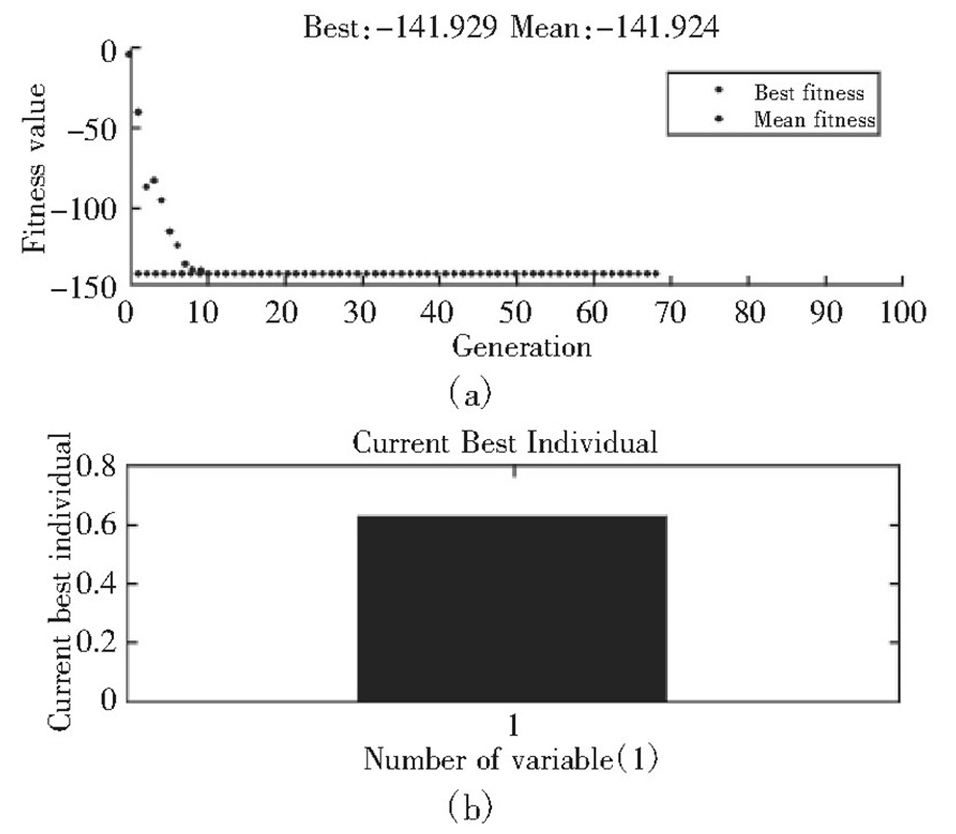 Best:-141.929 Mean:-141.924
Fitness value
0
-50
-100
-150
Best fitness
Mean fitness
0 10 20 30 40 50 60 70 80 90 100
Generation
(a)
Current Best Individual
Current best individual
0.8
0.6
0.4
0.2
0
1
Number of variable(1)
(b)